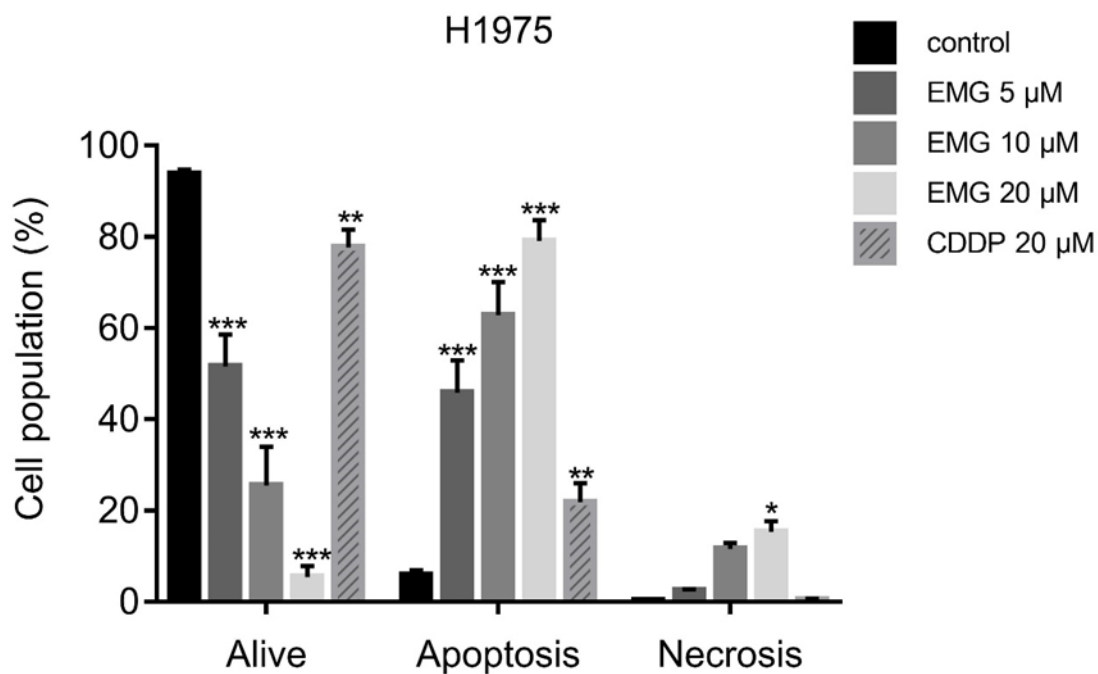 H1975
control
EMG 5 µM
EMG 10 µM
EMG 20 µM
CDDP 20 µM
Cell population (%)
100
80
60
40
20
0
***
***
***
**
***
***
***
**
*
Alive
Apoptosis
Necrosis